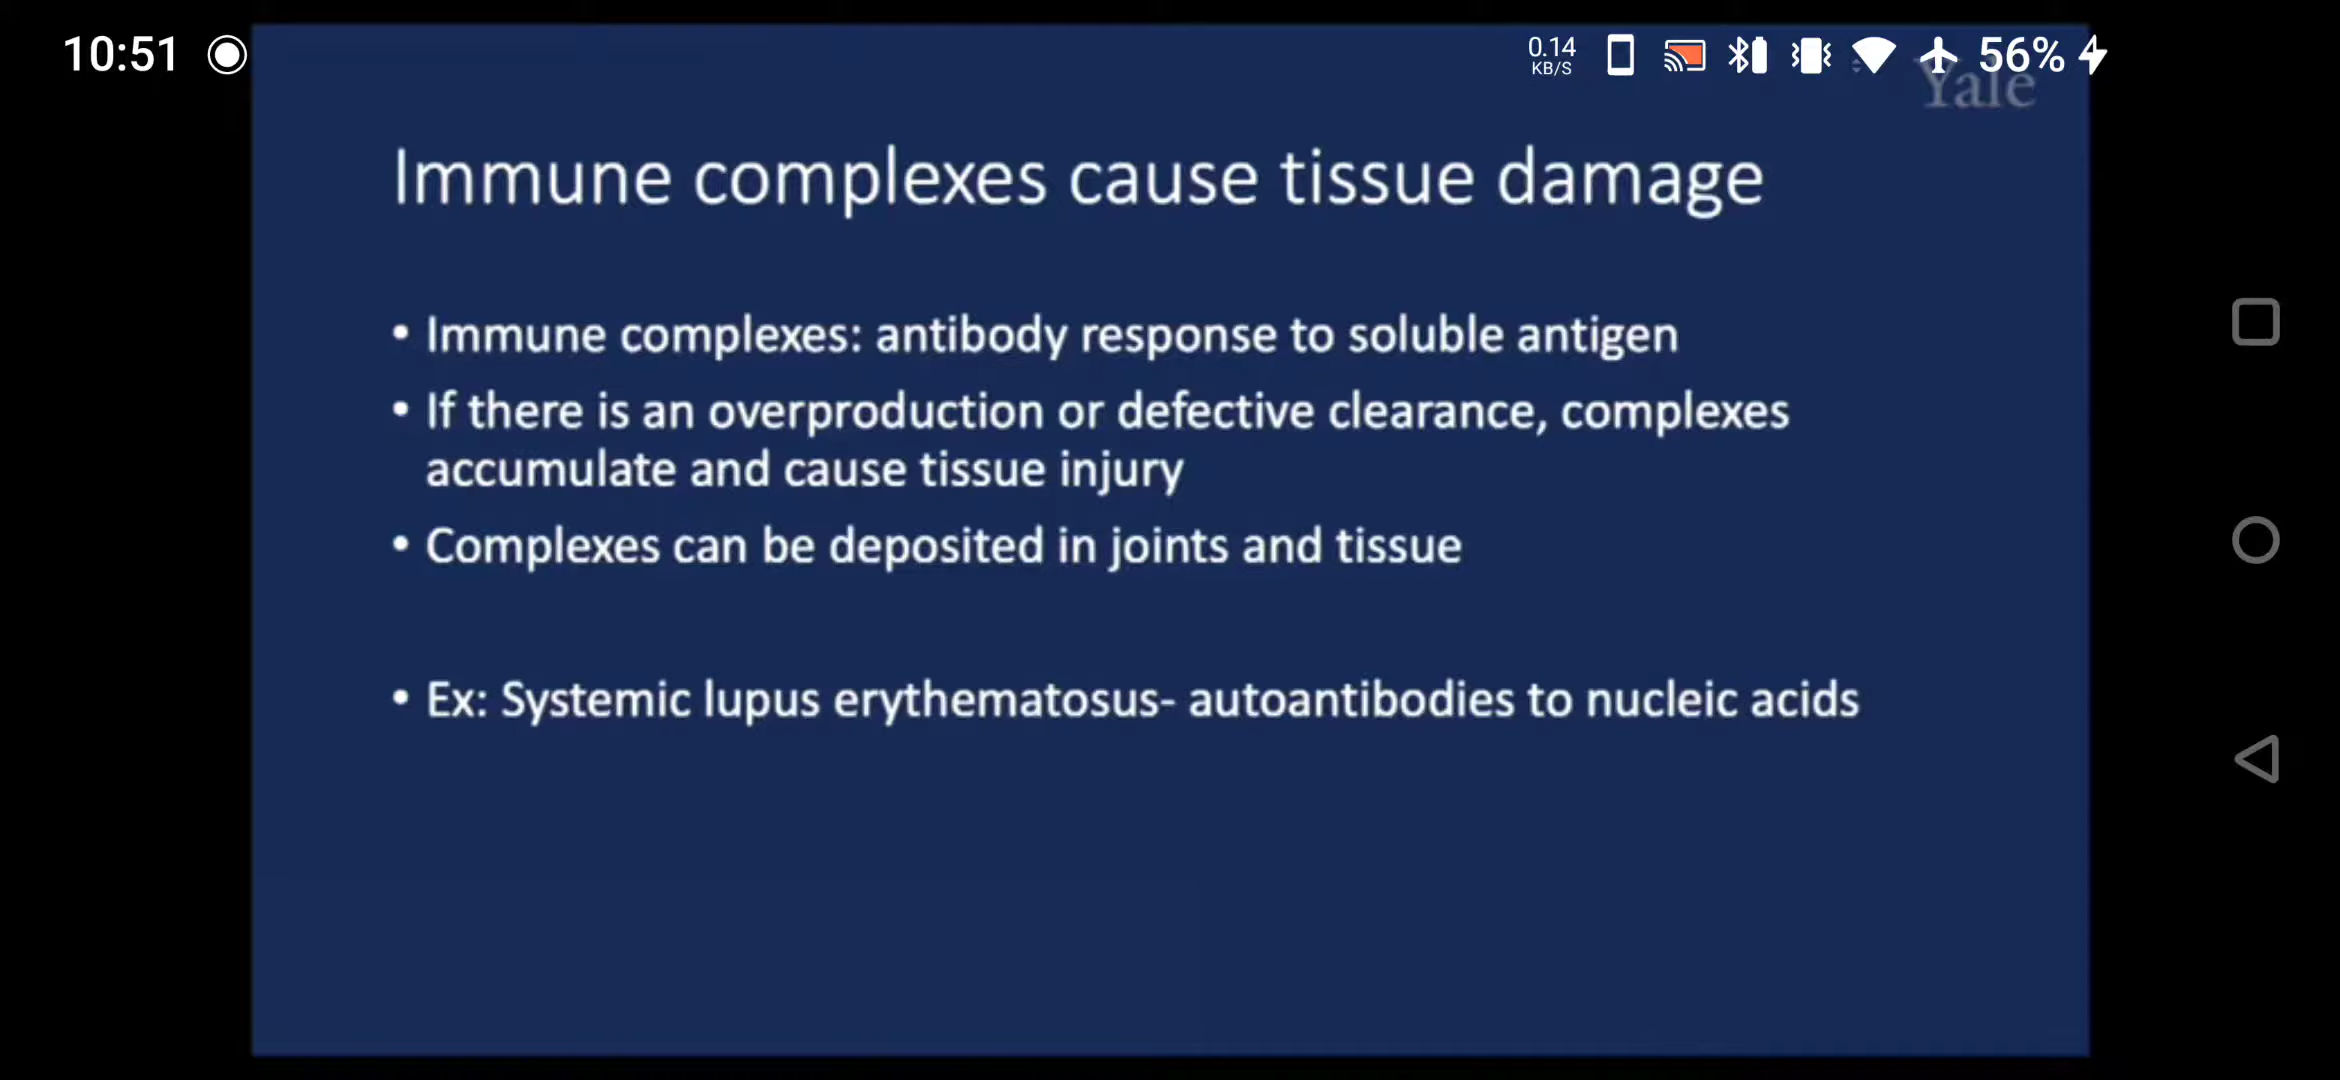 10:51
0.14
KB/S
56%
Yale
Immune complexes cause tissue damage
• Immune complexes: antibody response to soluble antigen
• If there is an overproduction or defective clearance, complexes
accumulate and cause tissue injury
• Complexes can be deposited in joints and tissue
• Ex: Systemic lupus erythematosus- autoantibodies to nucleic acids